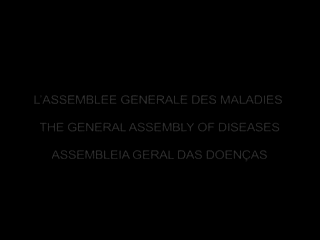 L'ASSEMBLEE GENERALE DES MALADIES
THE GENERAL ASSEMBLY OF DISEASES
ASSEMBLEIA GERAL DAS DOENÇAS